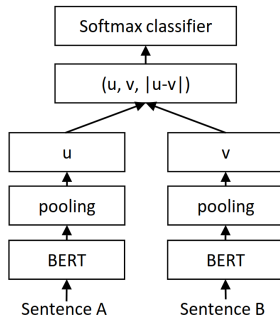 Softmax classifier
(u, v, |u-v|)
u
v
pooling
pooling
BERT
BERT
Sentence A
Sentence B